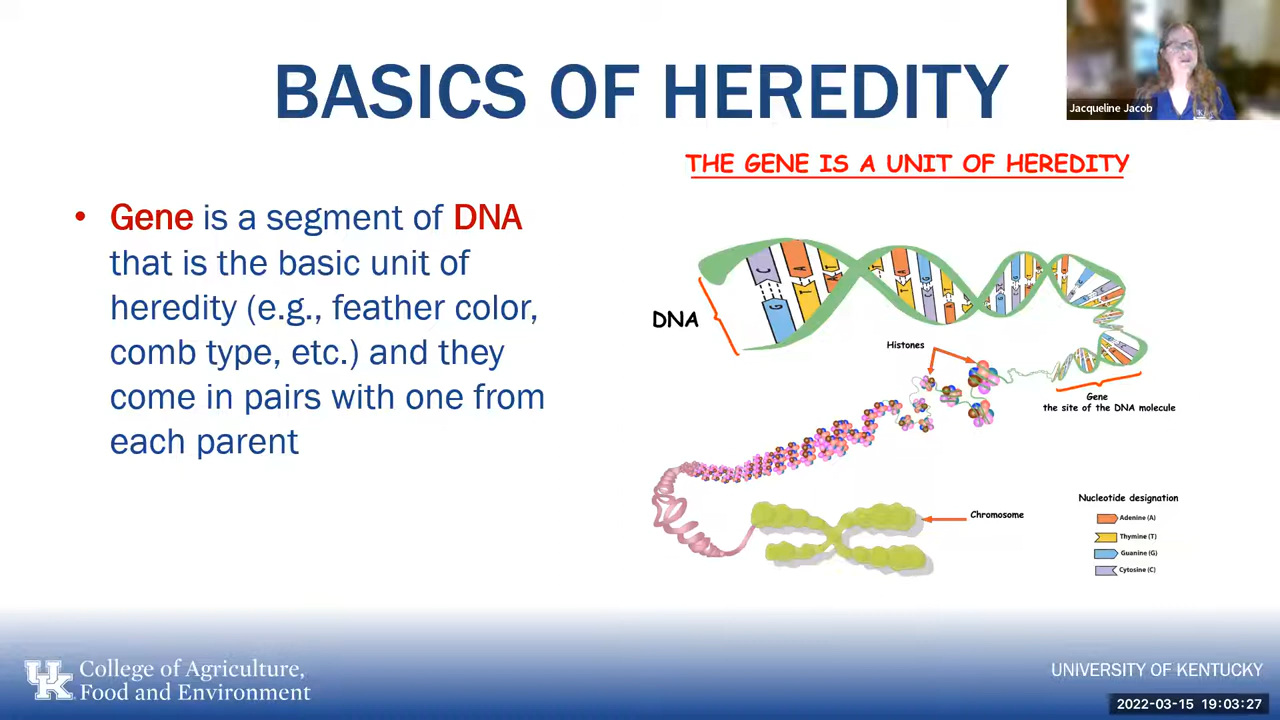 BASICS OF HEREDITY
Jacqueline Jacob
THE GENE IS A UNIT OF HEREDITY
• Gene is a segment of DNA
that is the basic unit of
heredity (e.g., feather color,
comb type, etc.) and they
come in pairs with one from
each parent
C
A
T
G
T
A
DNA
Histones
Gene
the site of the DNA molecule
Chromosome
Nucleotide designation
Adenine (A)
Thymine (T)
Guanine (G)
Cytosine (C)
UK College of Agriculture,
Food and Environment
UNIVERSITY OF KENTUCKY
2022-03-15 19:03:27